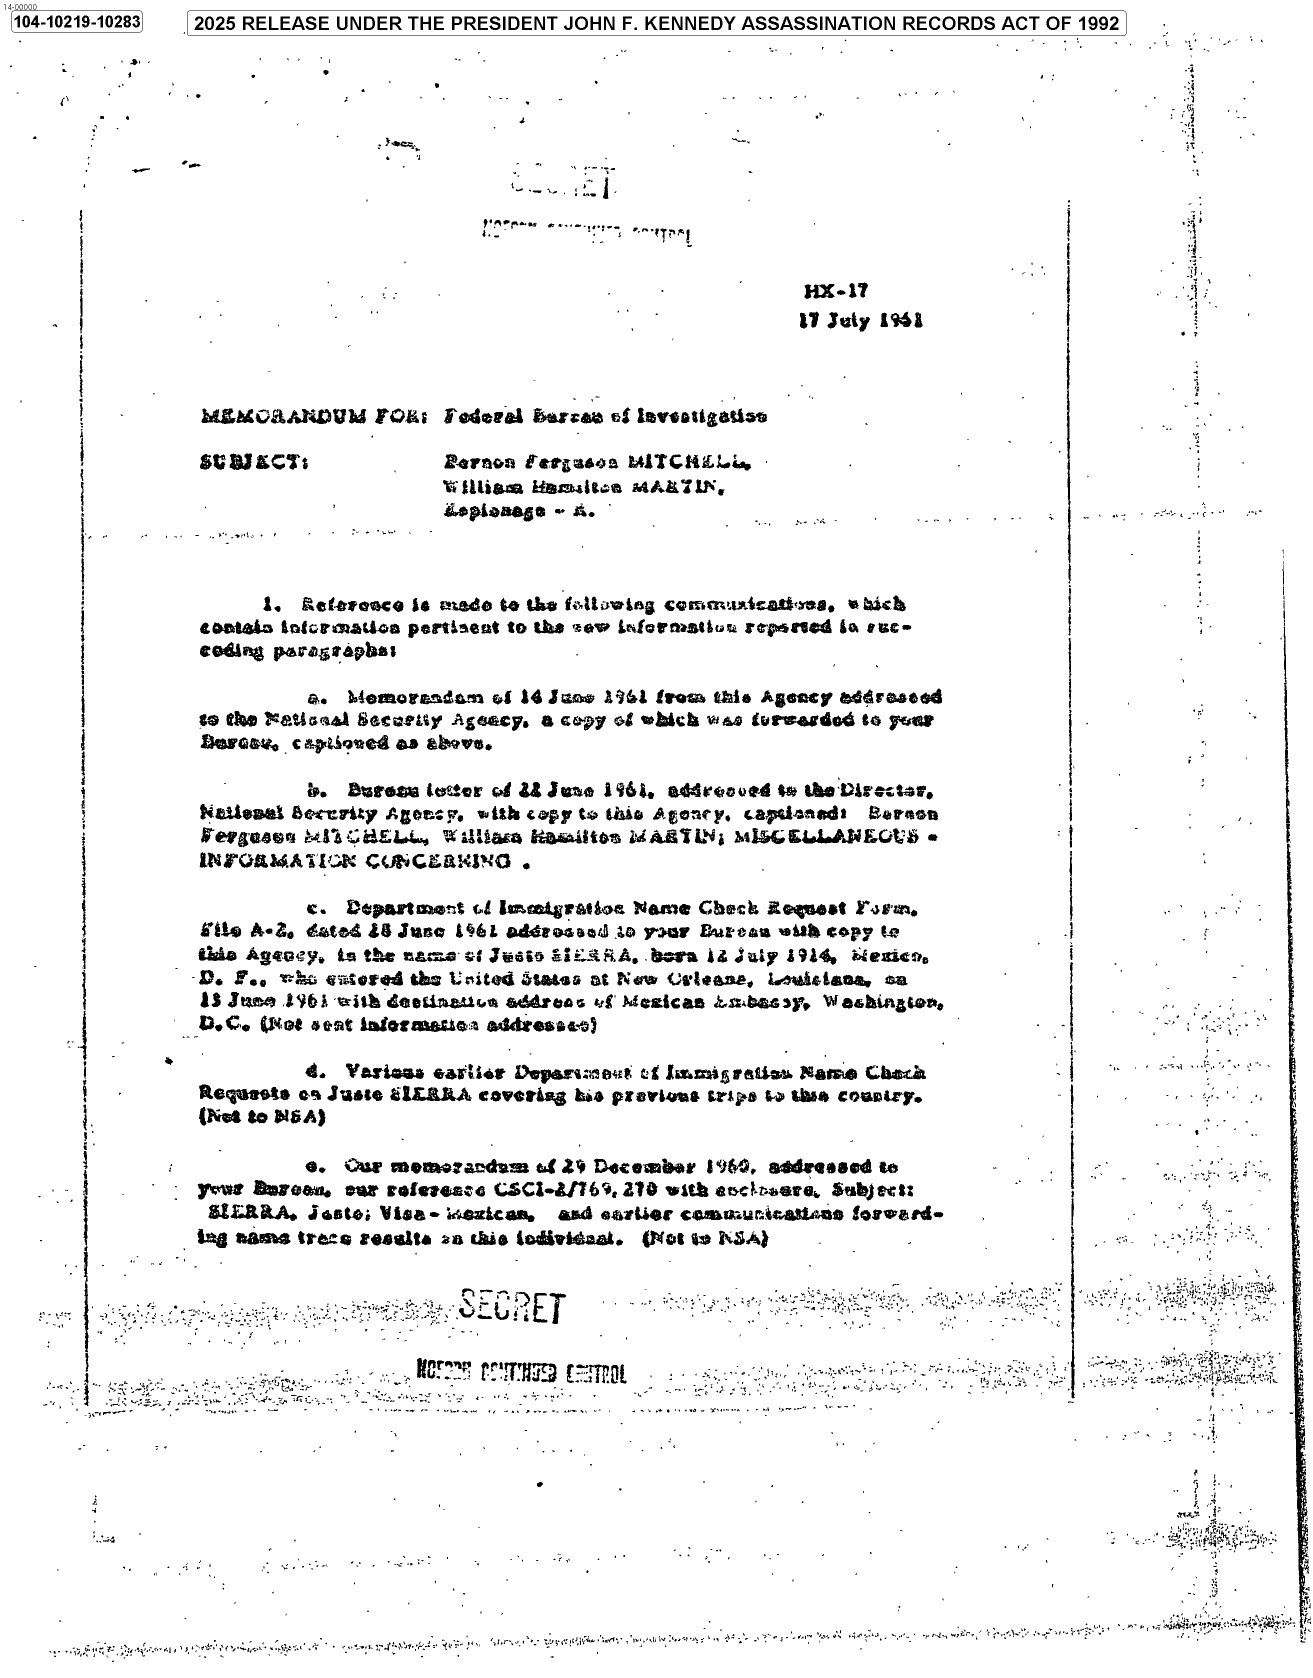 14-00000
104-10219-10283
2025 RELEASE UNDER THE PRESIDENT JOHN F. KENNEDY ASSASSINATION RECORDS ACT OF 1992
SECRET
HX-17
17 July 1961
MEMORANDUM FOR: Federal Bureau of Investigation
SUBJECT: Bernon Ferguson MITCHELL,
William Hamilton MARTIN,
Espionage - R.
1. Reference is made to the following communications, which
contain information pertinent to the new information reported in suc-
ceeding paragraphs:
a. Memorandum of 14 June 1961 from this Agency addressed
to the National Security Agency, a copy of which was forwarded to your
Bureau, captioned as above.
b. Bureau letter of 22 June 1961, addressed to the Director,
National Security Agency, with copy to this Agency, captioned: Bernon
Ferguson MITCHELL, William Hamilton MARTIN; MISCELLANEOUS -
INFORMATION CONCERNING .
c. Department of Immigration Name Check Request Form,
File A-2, dated 28 June 1961 addressed to your Bureau with copy to
this Agency, in the name of Justo SIERRA, born 12 July 1914, Mexico,
D. F., who entered the United States at New Orleans, Louisiana, on
13 June 1961 with destination address of Mexican Embassy, Washington,
D.C. (Not sent information addresses)
d. Various earlier Department of Immigration Name Check
Requests on Justo SIERRA covering his previous trips to this country.
(Not to NSA)
e. Our memorandum of 29 December 1960, addressed to
your Bureau, our reference CSCI-3/769,270 with enclosure, Subject:
SIERRA, Justo; Visa - Mexican, and earlier communications forward-
ing name trace results on this individual. (Not to NSA)
SECRET
NOFORN CONTINUED CONTROL